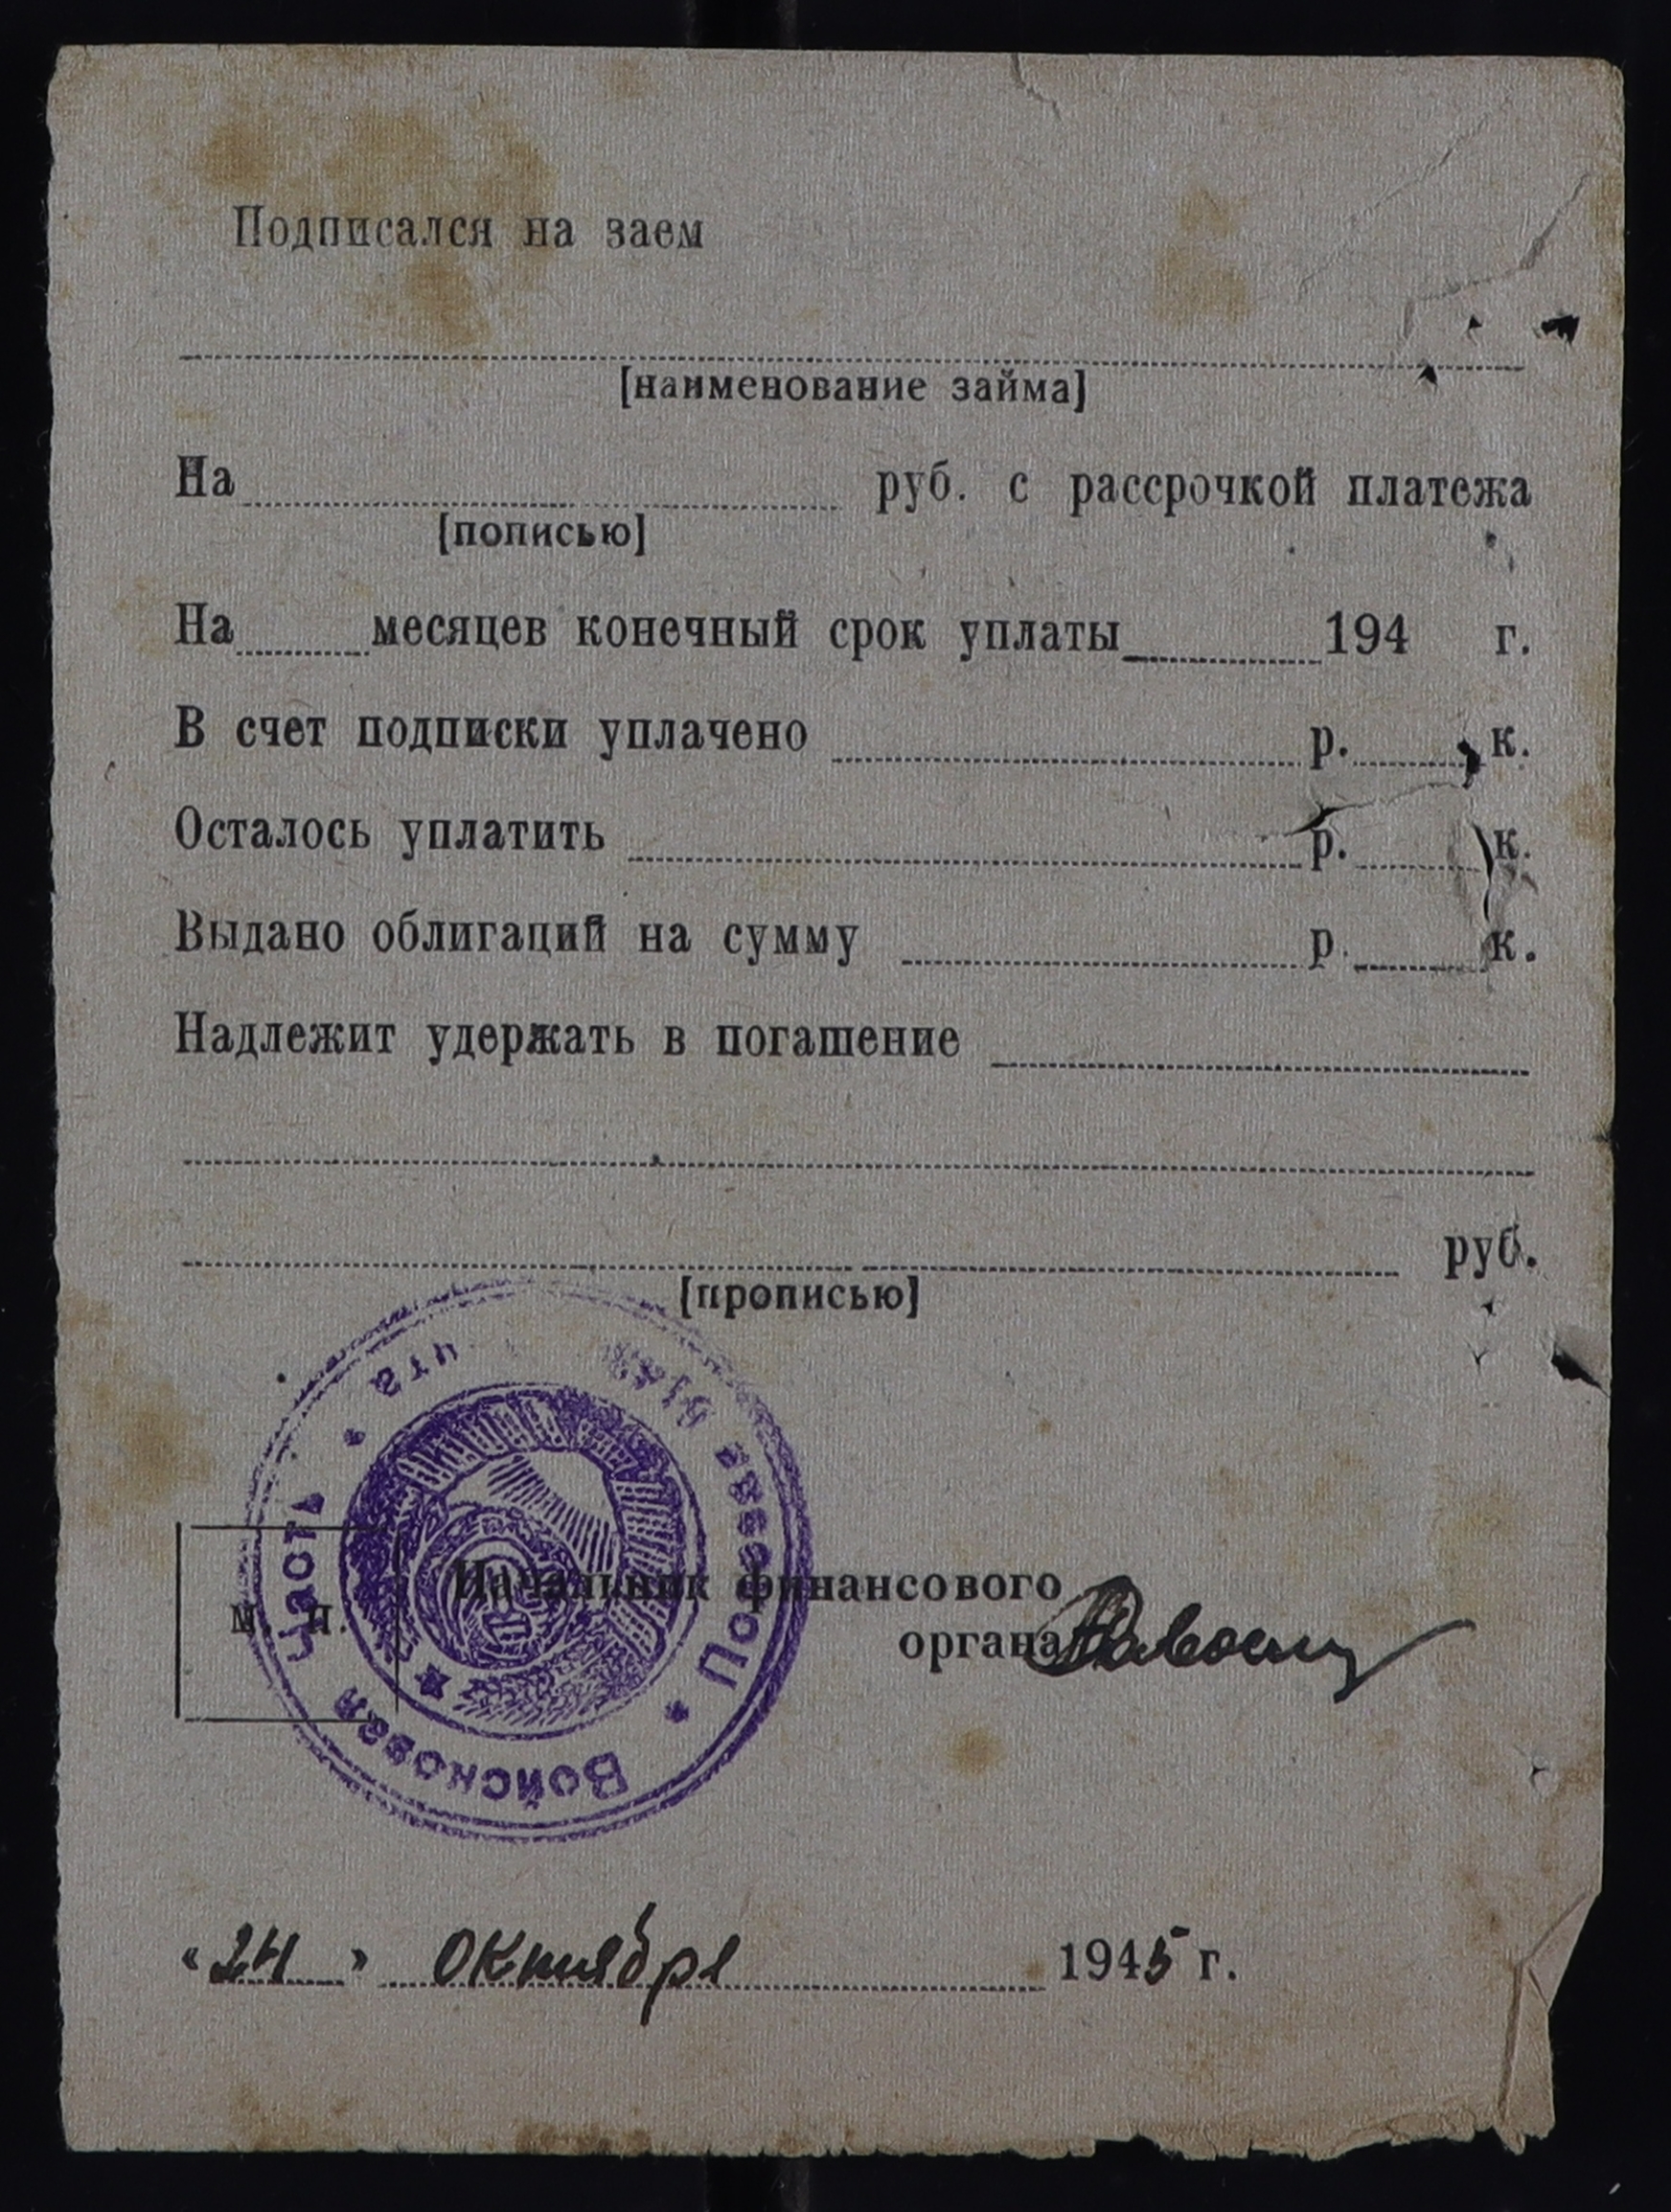 Подписался на заем
[наименование займа]
На руб. с рассрочкой платежа
[пописью]
На месяцев конечный срок уплаты 194 г.
В счет подписки уплачено р. к.
Осталось уплатить р. к.
Выдано облигаций на сумму р. к.
Надлежит удержать в погашение
руб.
[прописью]
Войсковая часть * Полевая
Начальник финансового
м. п.
органа
«24» октября 1945 г.